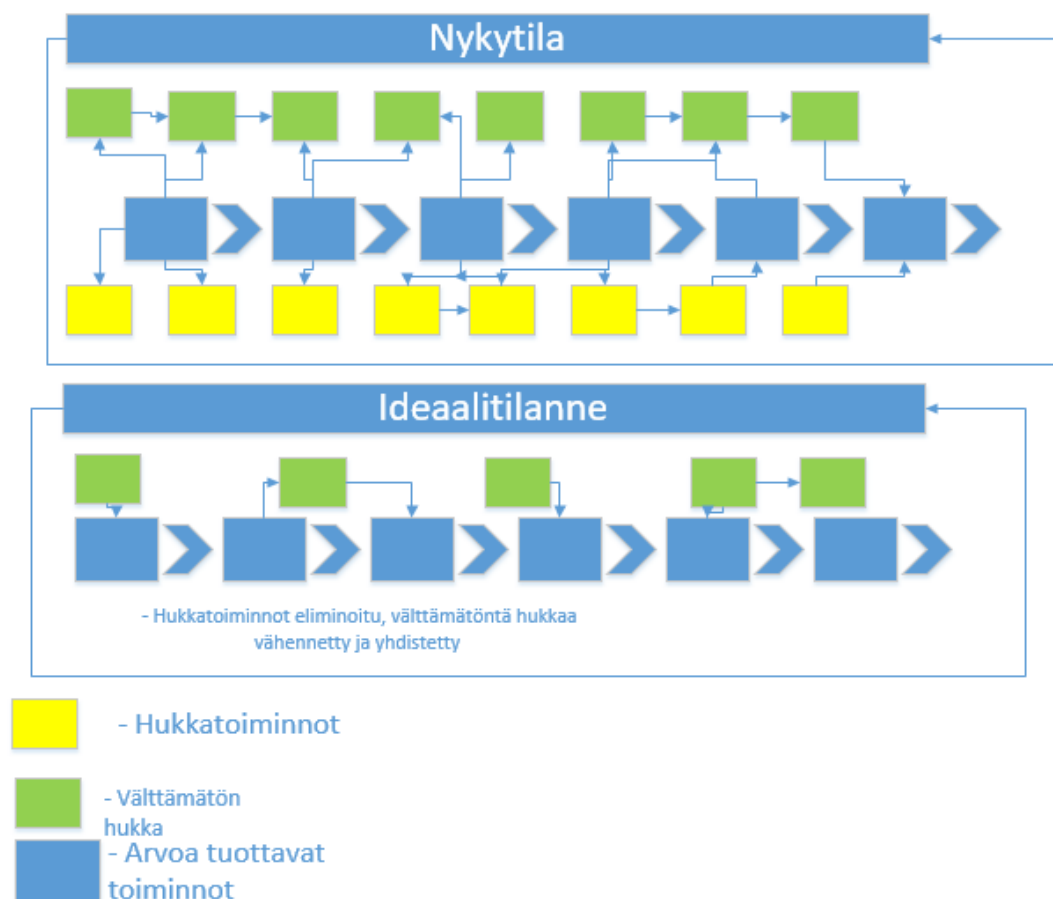 Nykytila
Ideaalitilanne
- Hukkatoiminnot eliminoitu, välttämätöntä hukkaa
vähennetty ja yhdistetty
- Hukkatoiminnot
- Välttämätön
hukka
- Arvoa tuottavat
toiminnot